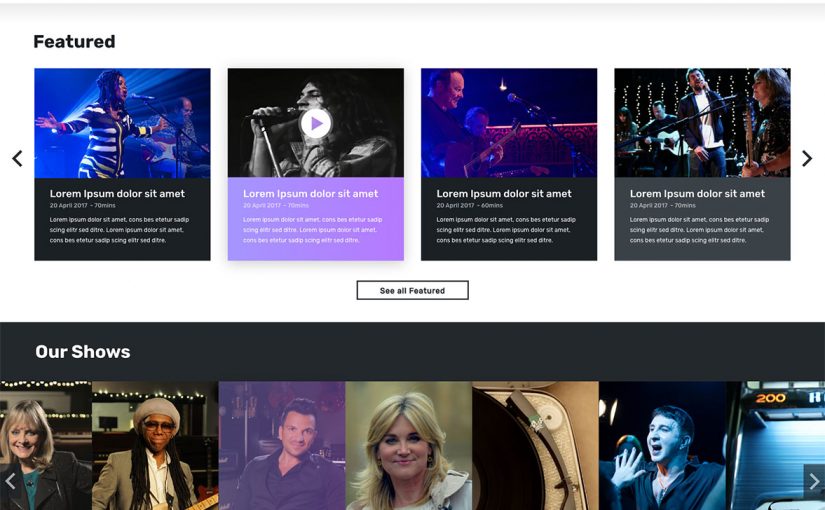 Featured
Lorem Ipsum dolor sit amet
20 April 2017 - 70mins
Lorem ipsum dolor sit amet, cons bes etetur sadip
scing elitr sed ditre. Lorem ipsum dolor sit amet,
cons bes etetur sadip scing elitr sed ditre.
Lorem Ipsum dolor sit amet
20 April 2017 - 70mins
Lorem ipsum dolor sit amet, cons bes etetur sadip
scing elitr sed ditre. Lorem ipsum dolor sit amet,
cons bes etetur sadip scing elitr sed ditre.
Lorem Ipsum dolor sit amet
20 April 2017 - 60mins
Lorem ipsum dolor sit amet, cons bes etetur sadip
scing elitr sed ditre. Lorem ipsum dolor sit amet,
cons bes etetur sadip scing elitr sed ditre.
Lorem Ipsum dolor sit amet
20 April 2017 - 70mins
Lorem ipsum dolor sit amet, cons bes etetur sadip
scing elitr sed ditre. Lorem ipsum dolor sit amet,
cons bes etetur sadip scing elitr sed ditre.
See all Featured
Our Shows
200